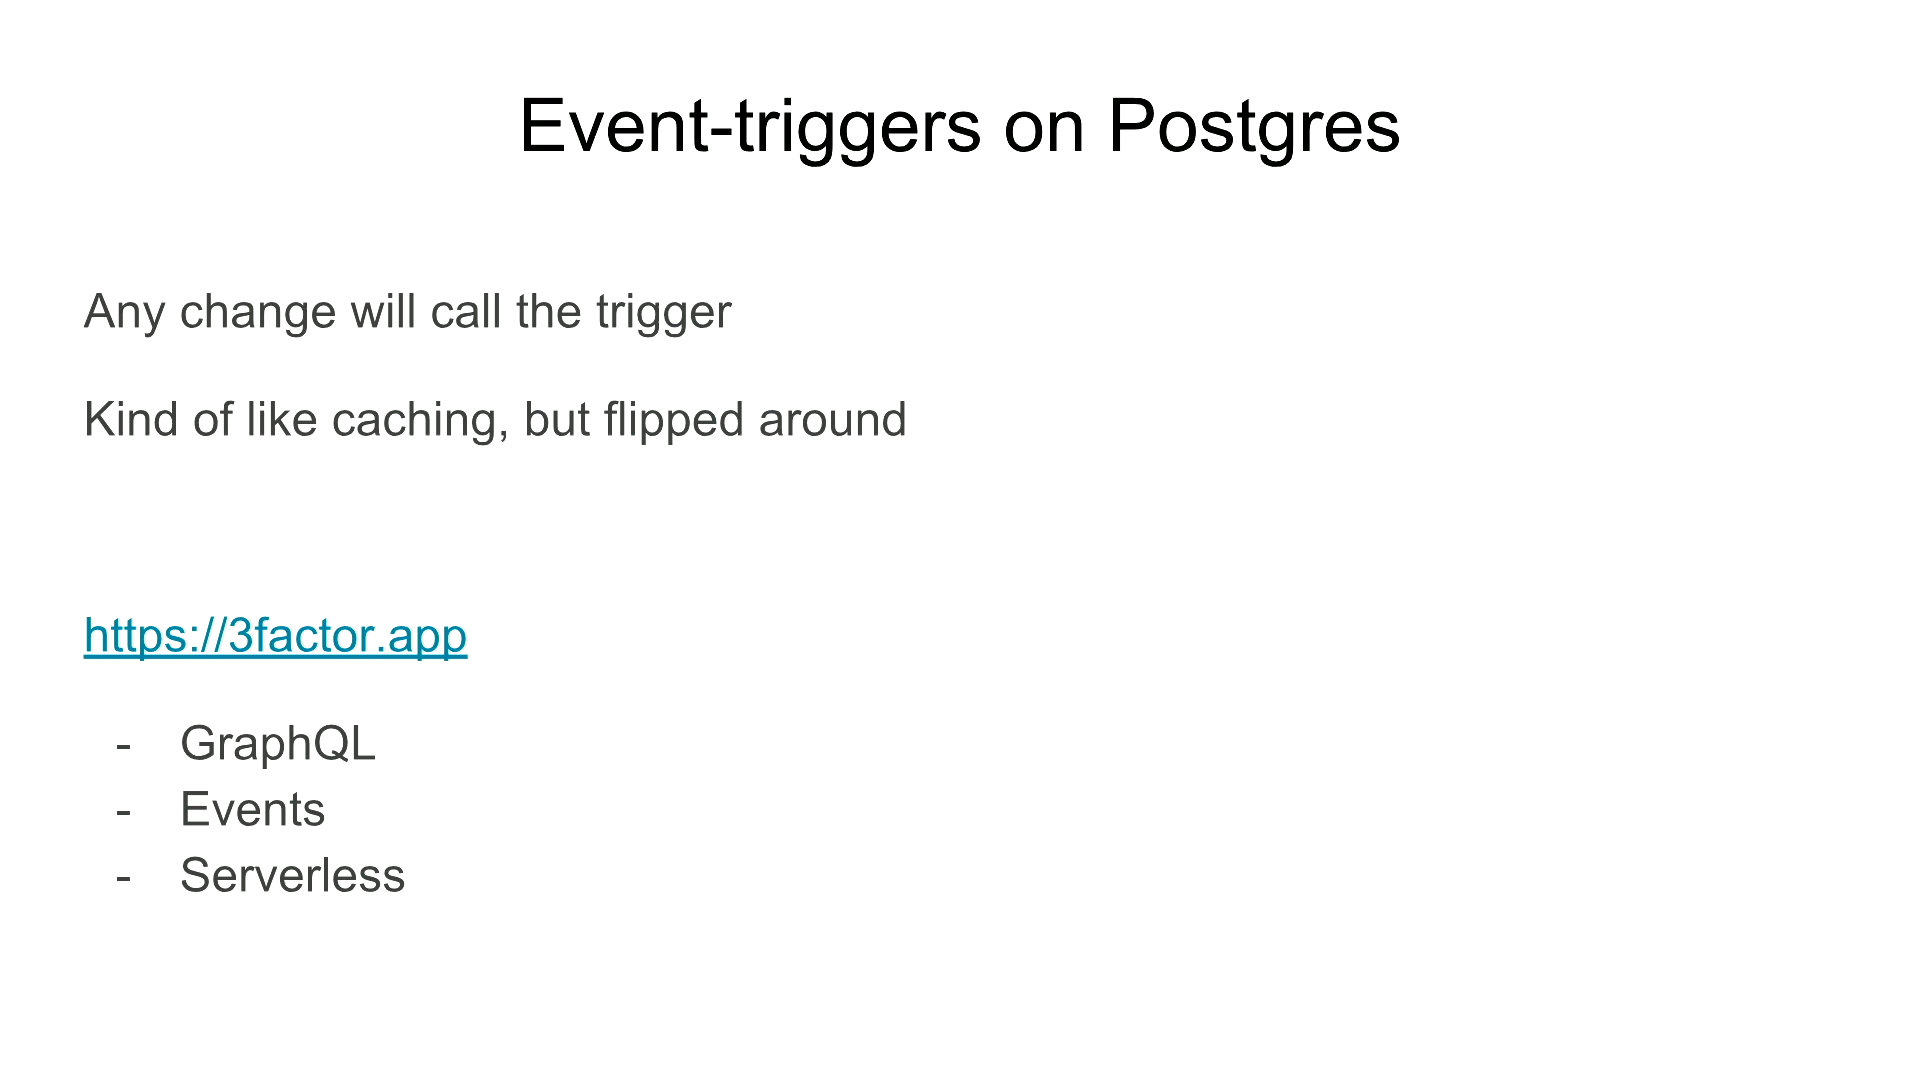 Event-triggers on Postgres
Any change will call the trigger
Kind of like caching, but flipped around
https://3factor.app
- GraphQL
- Events
- Serverless